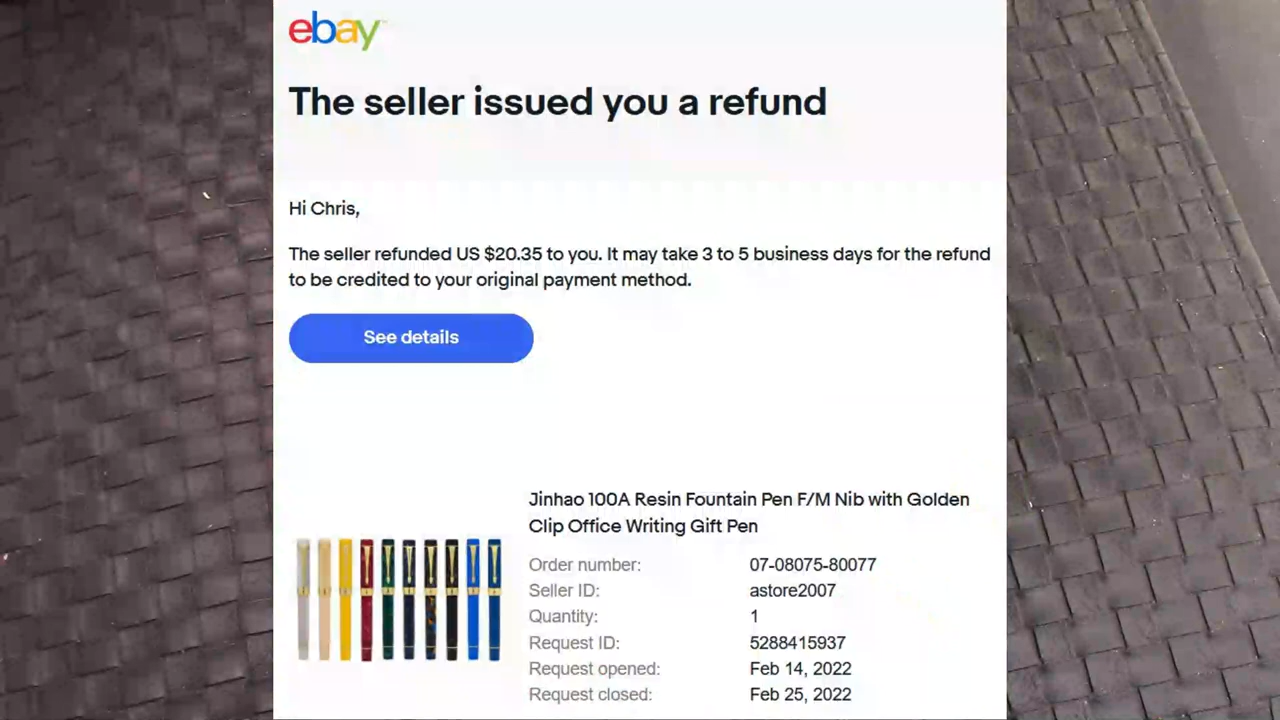 ebay
The seller issued you a refund
Hi Chris,
The seller refunded US $20.35 to you. It may take 3 to 5 business days for the refund
to be credited to your original payment method.
See details
Jinhao 100A Resin Fountain Pen F/M Nib with Golden
Clip Office Writing Gift Pen
Order number: 07-08075-80077
Seller ID: astore2007
Quantity: 1
Request ID: 5288415937
Request opened: Feb 14, 2022
Request closed: Feb 25, 2022